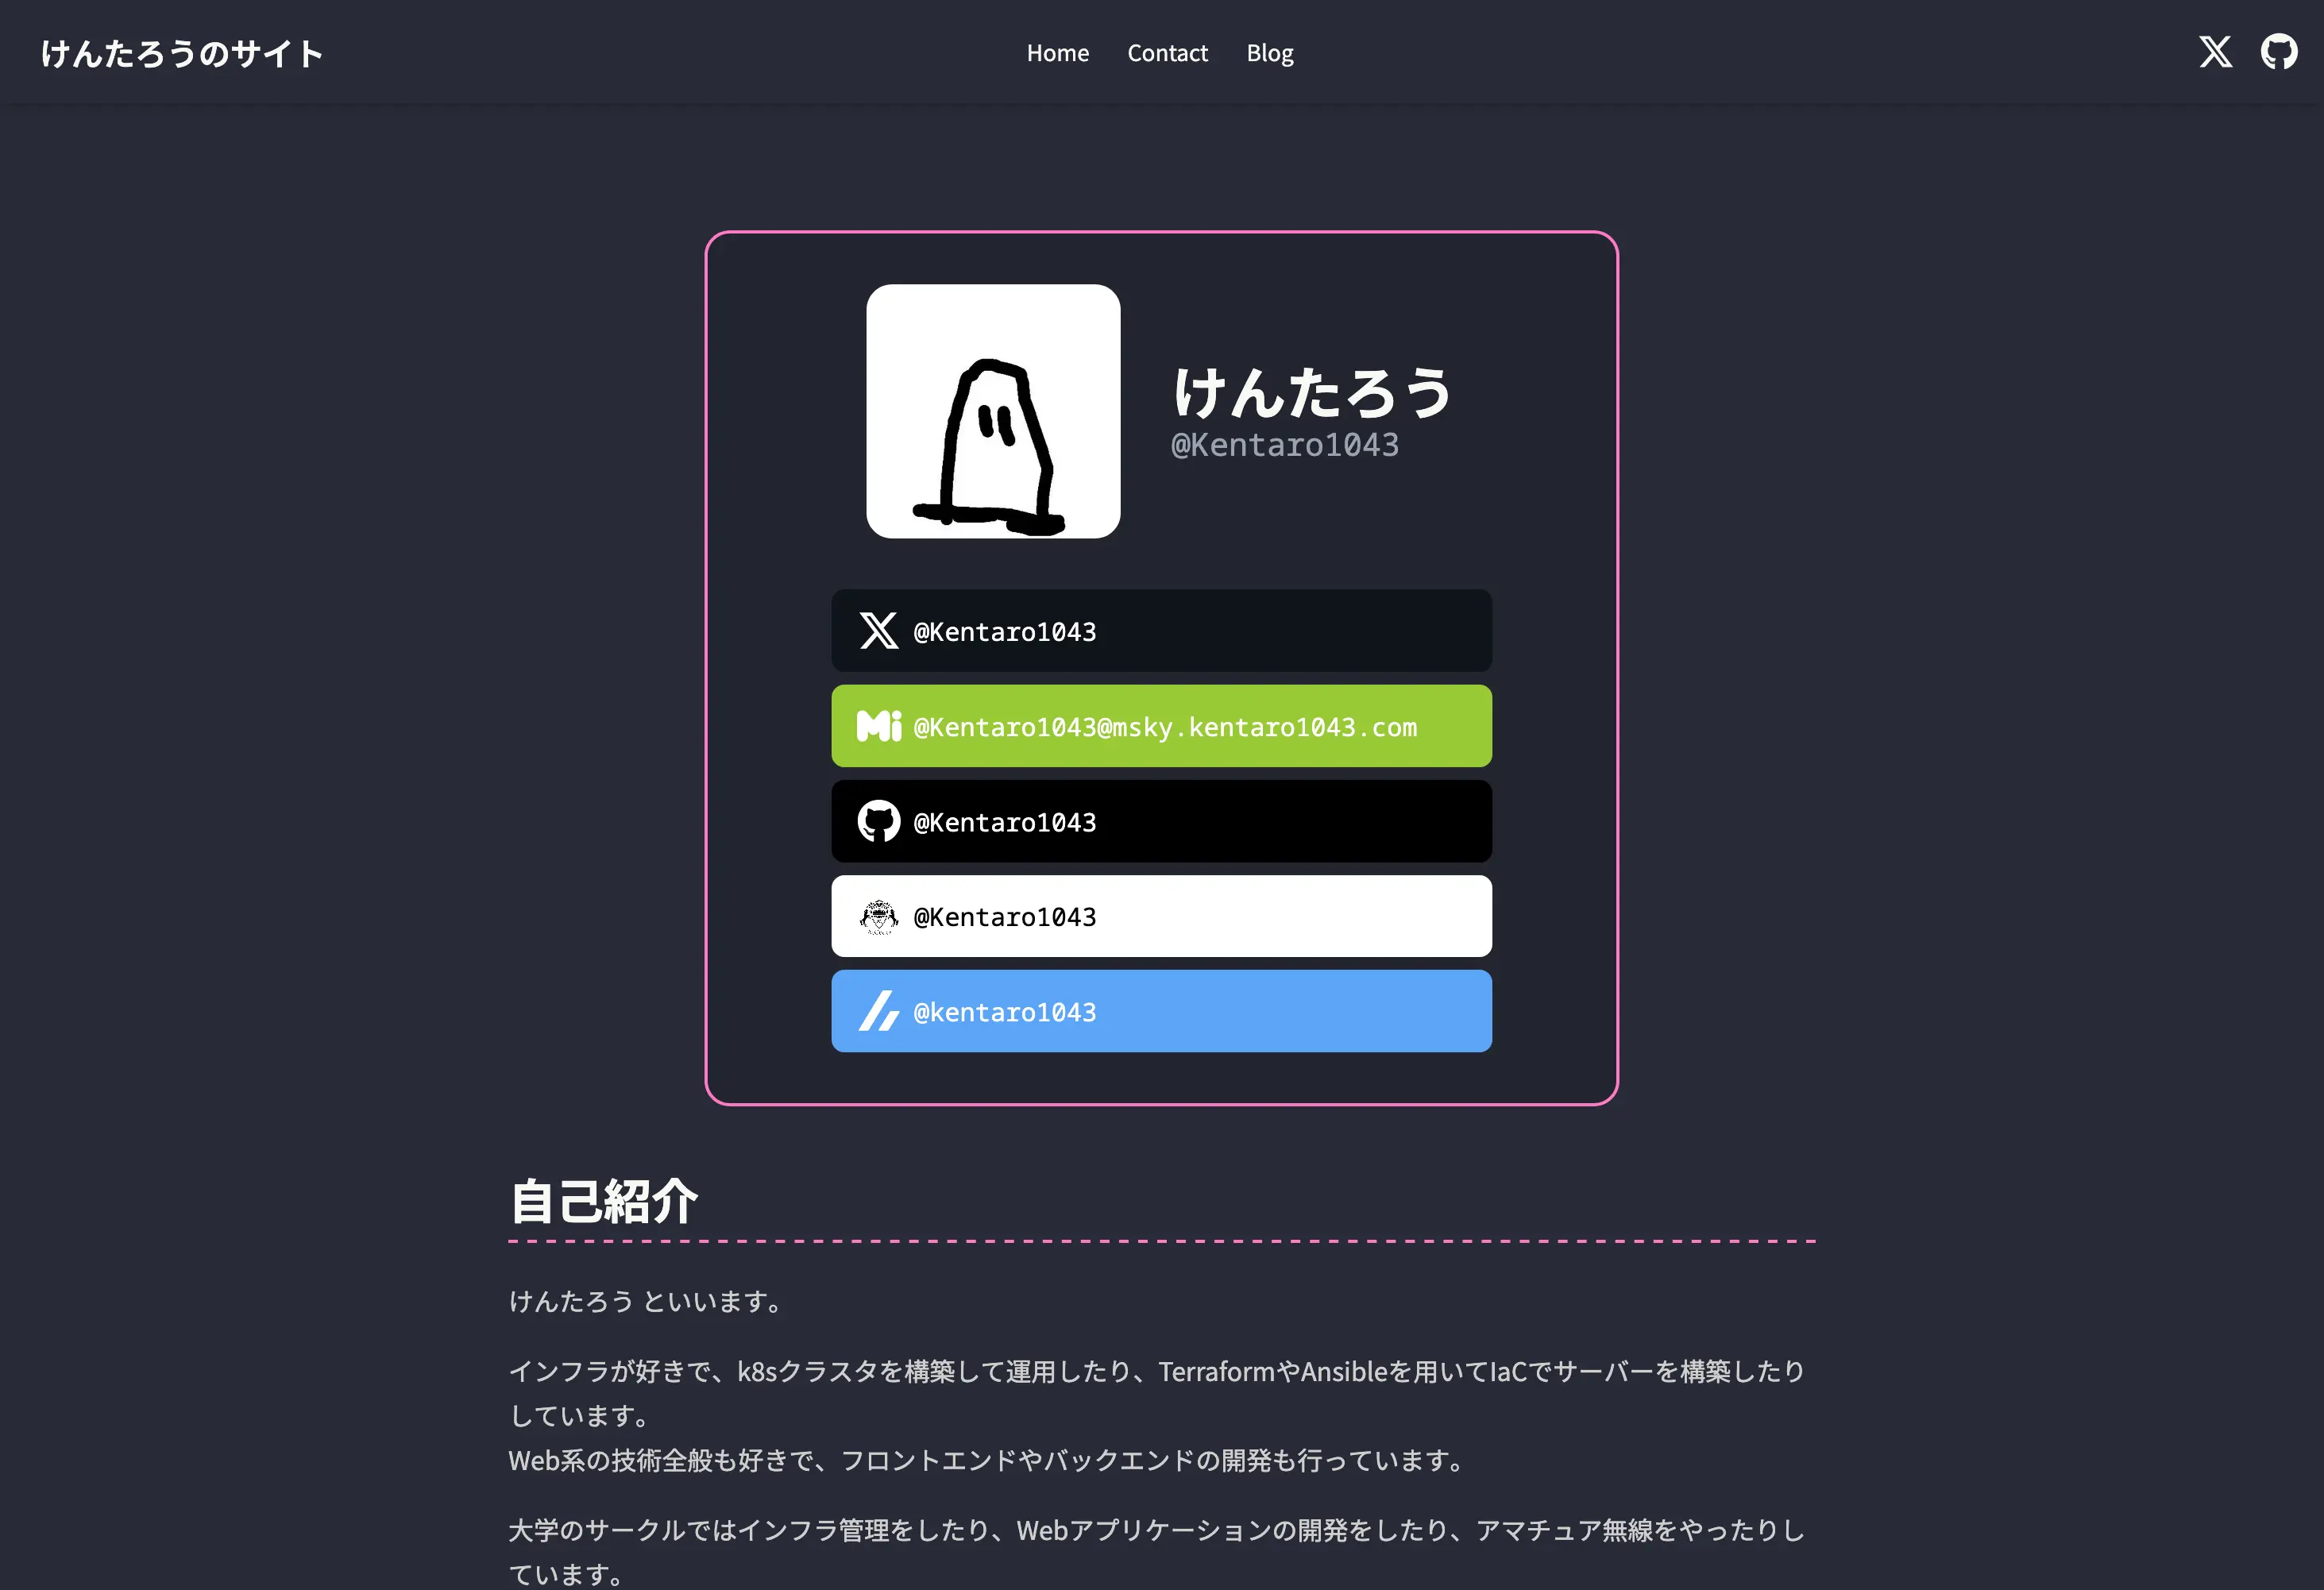 けんたろうのサイト
Home Contact Blog
けんたろう
@Kentaro1043
@Kentaro1043
@Kentaro1043@msky.kentaro1043.com
@Kentaro1043
@Kentaro1043
@kentaro1043
自己紹介
けんたろう といいます。
インフラが好きで、k8sクラスタを構築して運用したり、TerraformやAnsibleを用いてIaCでサーバーを構築したり
しています。
Web系の技術全般も好きで、フロントエンドやバックエンドの開発も行っています。
大学のサークルではインフラ管理をしたり、Webアプリケーションの開発をしたり、アマチュア無線をやったりし
ています。